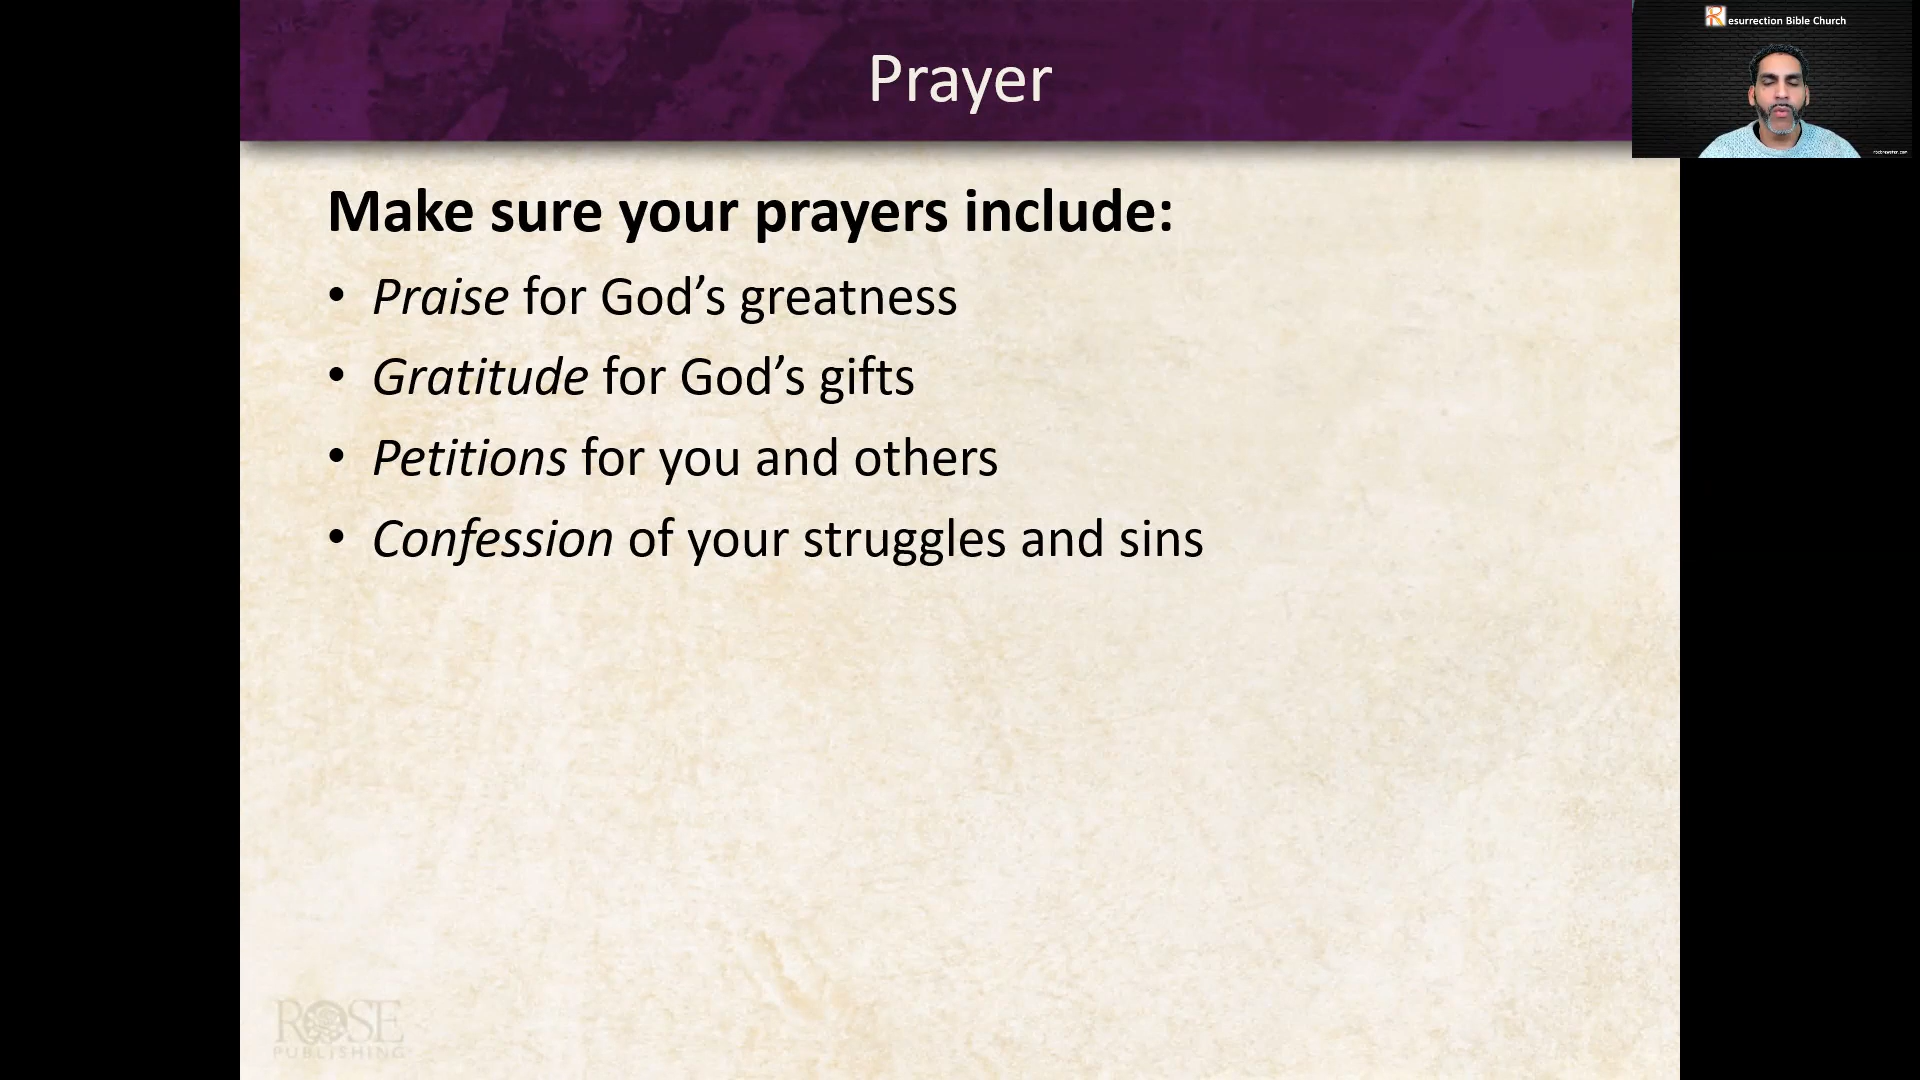 Prayer
Resurrection Bible Church
Make sure your prayers include:
• Praise for God’s greatness
• Gratitude for God’s gifts
• Petitions for you and others
• Confession of your struggles and sins
ROSE
PUBLISHING